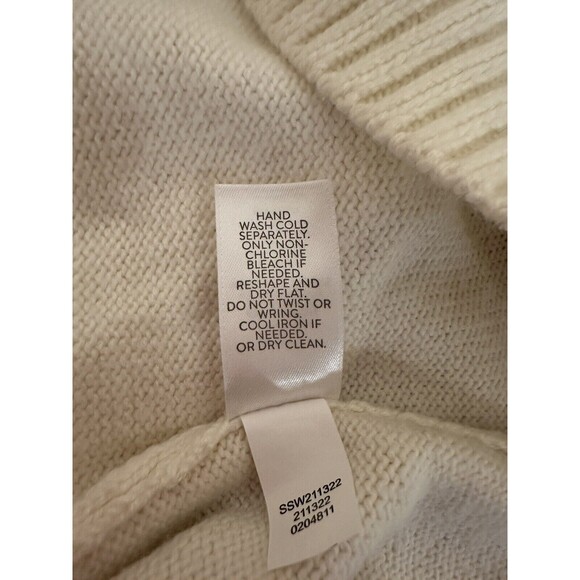 HAND
WASH COLD
SEPARATELY.
ONLY NON-
CHLORINE
BLEACH IF
NEEDED.
RESHAPE AND
DRY FLAT.
DO NOT TWIST OR
WRING.
COOL IRON IF
NEEDED.
OR DRY CLEAN.
SSW211322
211322
0204811